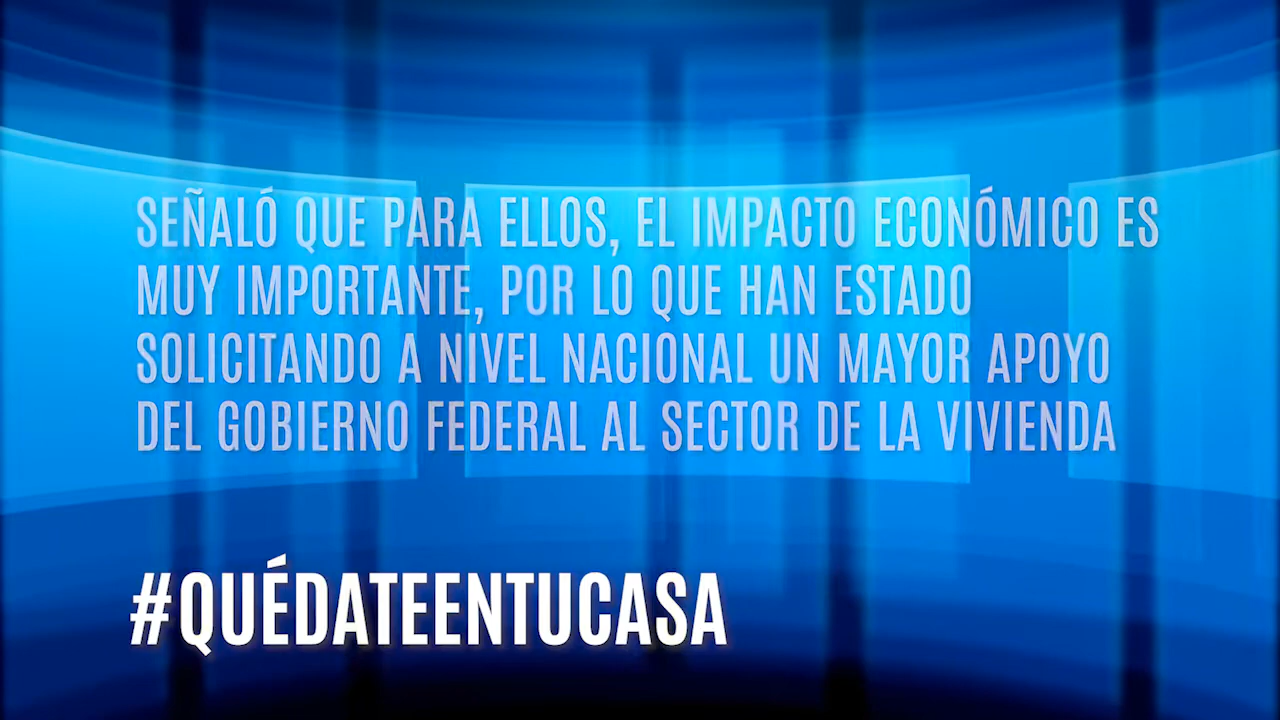 SEÑALÓ QUE PARA ELLOS, EL IMPACTO ECONÓMICO ES
MUY IMPORTANTE, POR LO QUE HAN ESTADO
SOLICITANDO A NIVEL NACIONAL UN MAYOR APOYO
DEL GOBIERNO FEDERAL AL SECTOR DE LA VIVIENDA
#QUÉDATEENTUCASA